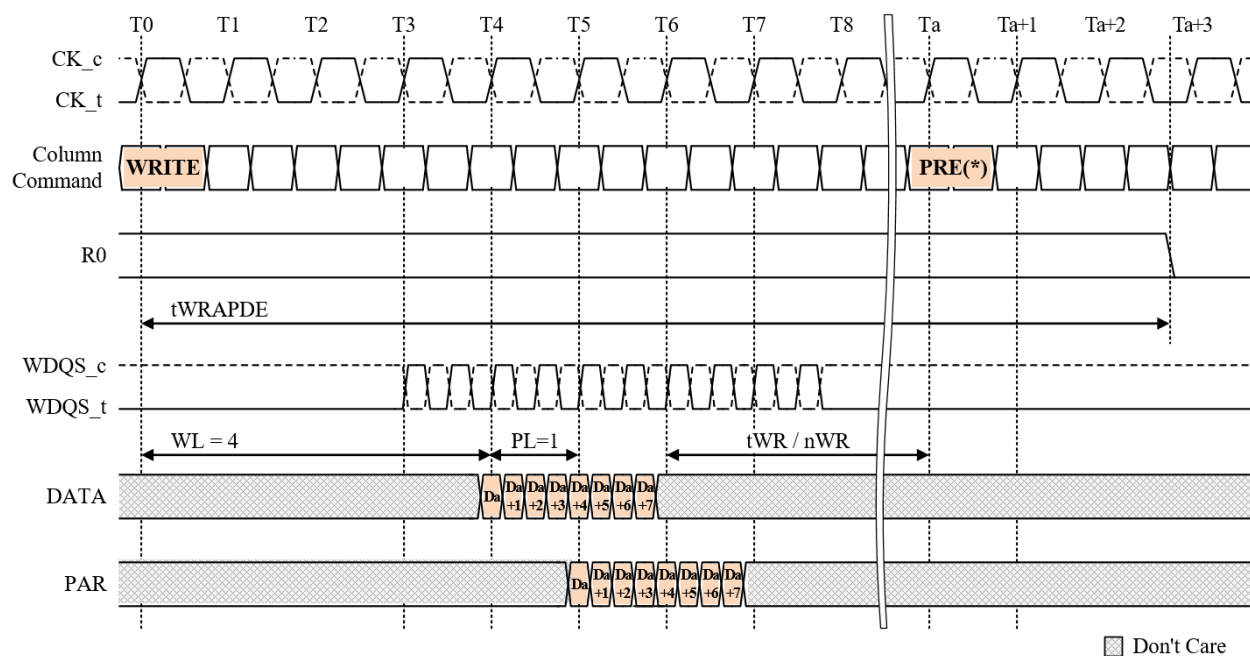 T0 T1 T2 T3 T4 T5 T6 T7 T8 Ta Ta+1 Ta+2 Ta+3
CK_c
CK_t
Column
Command
WRITE PRE(*)
R0
tWRAPDE
WDQS_c
WDQS_t
WL = 4 PL=1 tWR / nWR
DATA
Da Da+1 Da+2 Da+3 Da+4 Da+5 Da+6 Da+7
PAR
Da Da+1 Da+2 Da+3 Da+4 Da+5 Da+6 Da+7
Don't Care